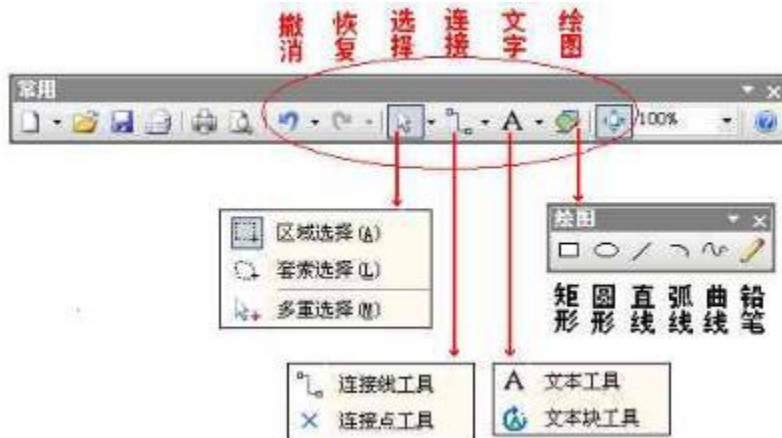 撤消 恢复 选择 连接 文字 绘图
常用
100%
区域选择(A)
套索选择(L)
多重选择(M)
绘图
矩形 圆形 直线 弧线 曲线 铅笔
连接线工具
连接点工具
A 文本工具
文本块工具